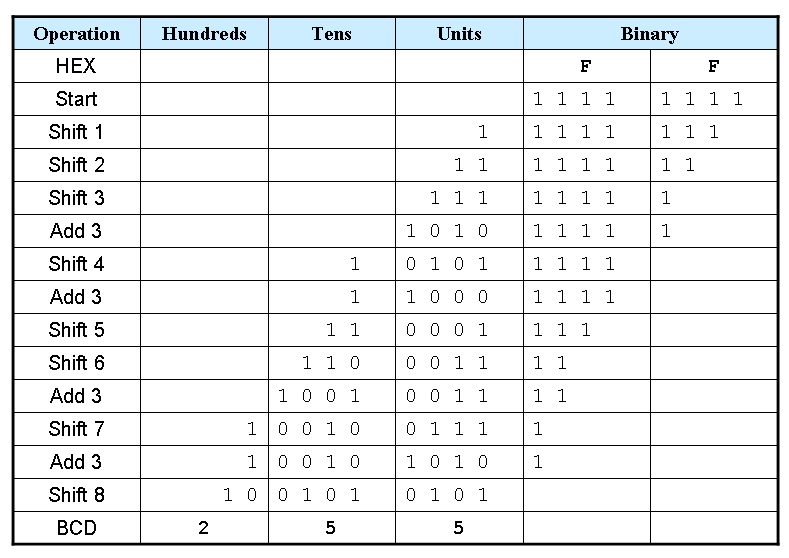 Operation Hundreds Tens Units Binary
HEX F F
Start 1 1 1 1 1 1 1 1
Shift 1 1 1 1 1 1 1 1 1
Shift 2 1 1 1 1 1 1 1 1
Shift 3 1 1 1 1 1 1 1 1
Add 3 1 0 1 0 1 1 1 1 1
Shift 4 1 0 1 0 1 1 1 1 1
Add 3 1 1 0 0 0 1 1 1 1
Shift 5 1 1 0 0 0 1 1 1 1
Shift 6 1 1 0 0 0 1 1 1 1
Add 3 1 0 0 1 0 0 1 1 1 1
Shift 7 1 0 0 1 0 0 1 1 1 1
Add 3 1 0 0 1 0 1 0 1 0 1
Shift 8 1 0 0 1 0 1 0 1 0 1
BCD 2 5 5